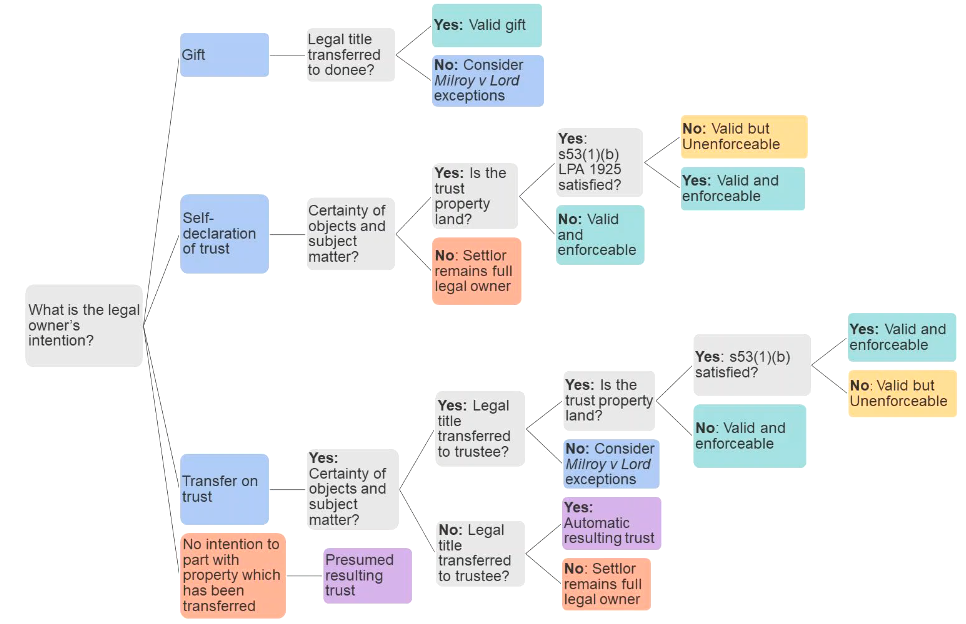 What is the legal
owner's
intention?
Gift
Legal title
transferred
to donee?
Yes: Valid gift
No: Consider
Milroy v Lord
exceptions
Self-
declaration
of trust
Certainty of
objects and
subject
matter?
Yes: Is the
trust
property
land?
Yes:
s53(1)(b)
LPA 1925
satisfied?
No: Valid but
Unenforceable
Yes: Valid and
enforceable
No: Valid
and
enforceable
No: Settlor
remains full
legal owner
Transfer on
trust
Yes:
Certainty of
objects and
subject
matter?
Yes: Legal
title
transferred
to trustee?
Yes: Is the
trust property
land?
Yes: s53(1)(b)
satisfied?
Yes: Valid and
enforceable
No: Valid but
Unenforceable
No: Valid and
enforceable
No: Consider
Milroy v Lord
exceptions
No: Legal
title
transferred
to trustee?
Yes:
Automatic
resulting trust
No: Settlor
remains full
legal owner
No intention to
part with
property which
has been
transferred
Presumed
resulting
trust